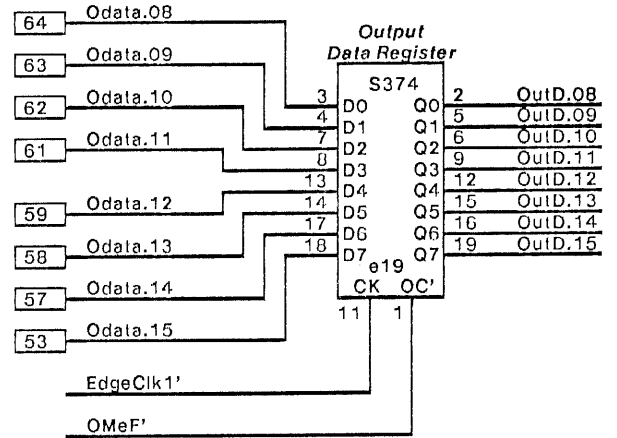 64 Odata.08
Output
Data Register
63 Odata.09
S374
62 Odata.10
3 D0 Q0 2 OutD.08
4 D1 Q1 5 OutD.09
61 Odata.11
7 D2 Q2 6 OutD.10
8 D3 Q3 9 OutD.11
13 D4 Q4 12 OutD.12
59 Odata.12
14 D5 Q5 15 OutD.13
17 D6 Q6 16 OutD.14
58 Odata.13
18 D7 Q7 19 OutD.15
e19
57 Odata.14
CK OC'
11 1
53 Odata.15
EdgeClk1'
OMeF'